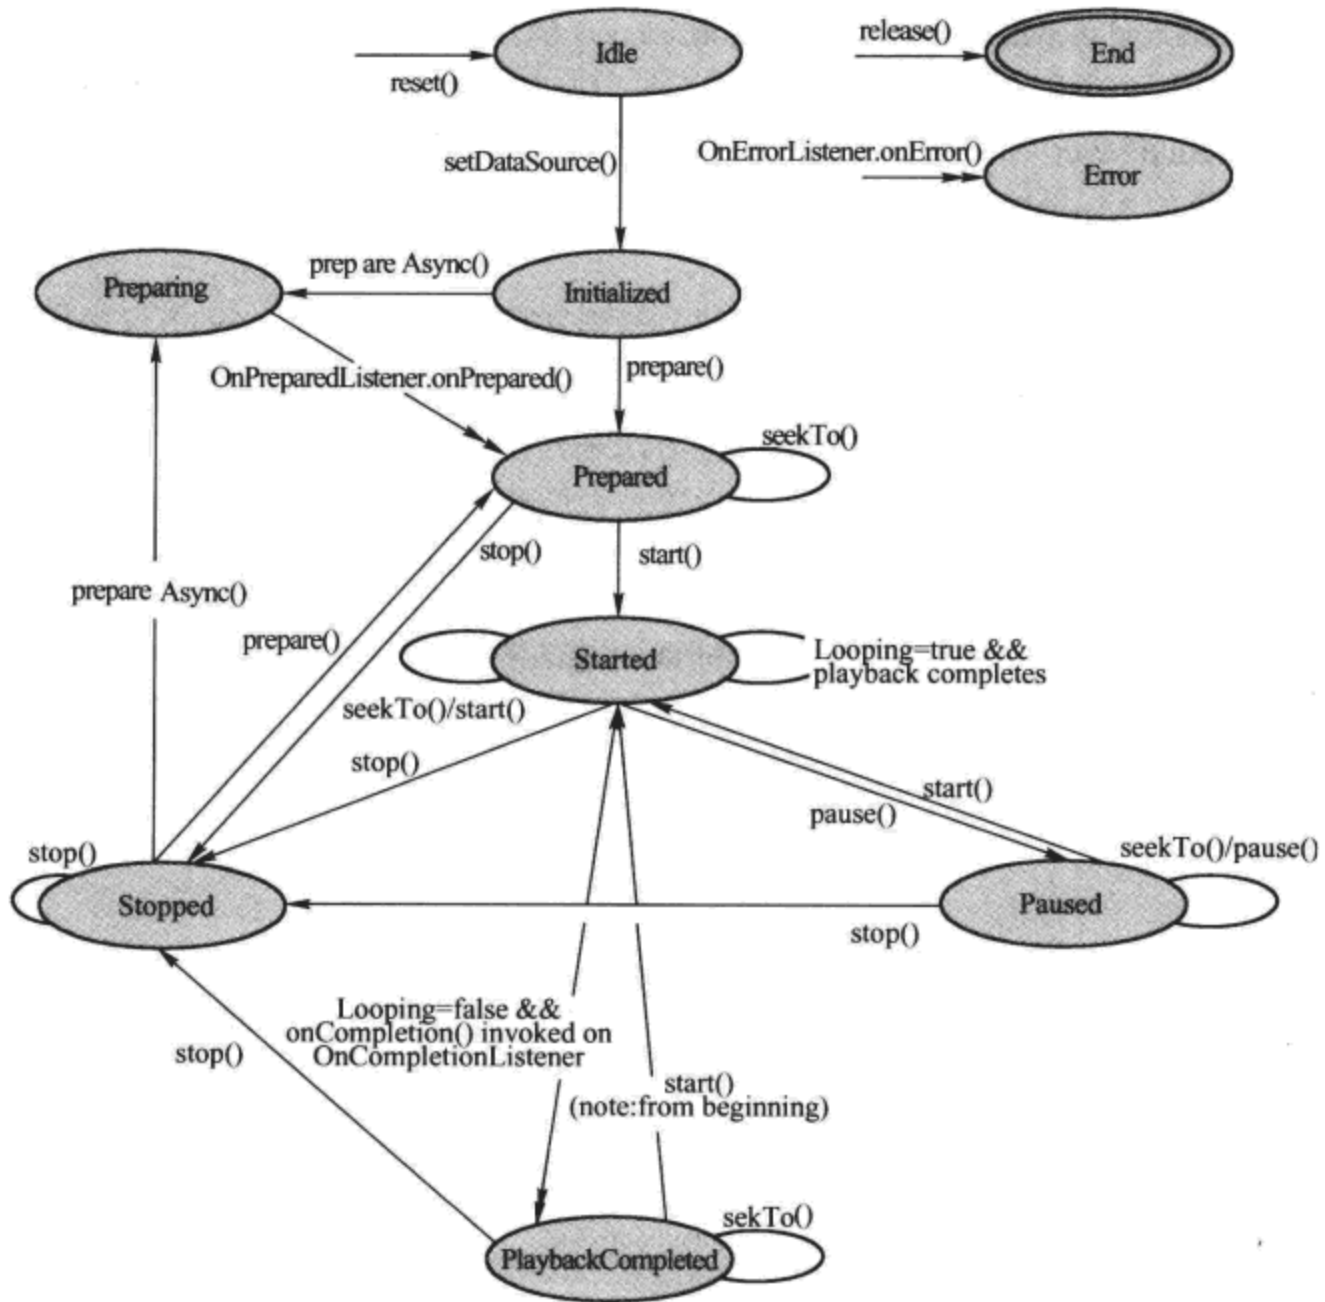 Idle
release()
End
reset()
setDataSource()
OnErrorListener.onError()
Error
prep are Async()
Preparing
Initialized
OnPreparedListener.onPrepared()
prepare()
seekTo()
Prepared
stop()
start()
prepare Async()
prepare()
Started
Looping=true &&
playback completes
seekTo()/start()
stop()
start()
pause()
stop()
seekTo()/pause()
Stopped
Paused
stop()
Looping=false &&
onCompletion() invoked on
OnCompletionListener
stop()
start()
(note:from beginning)
sekTo()
PlaybackCompleted